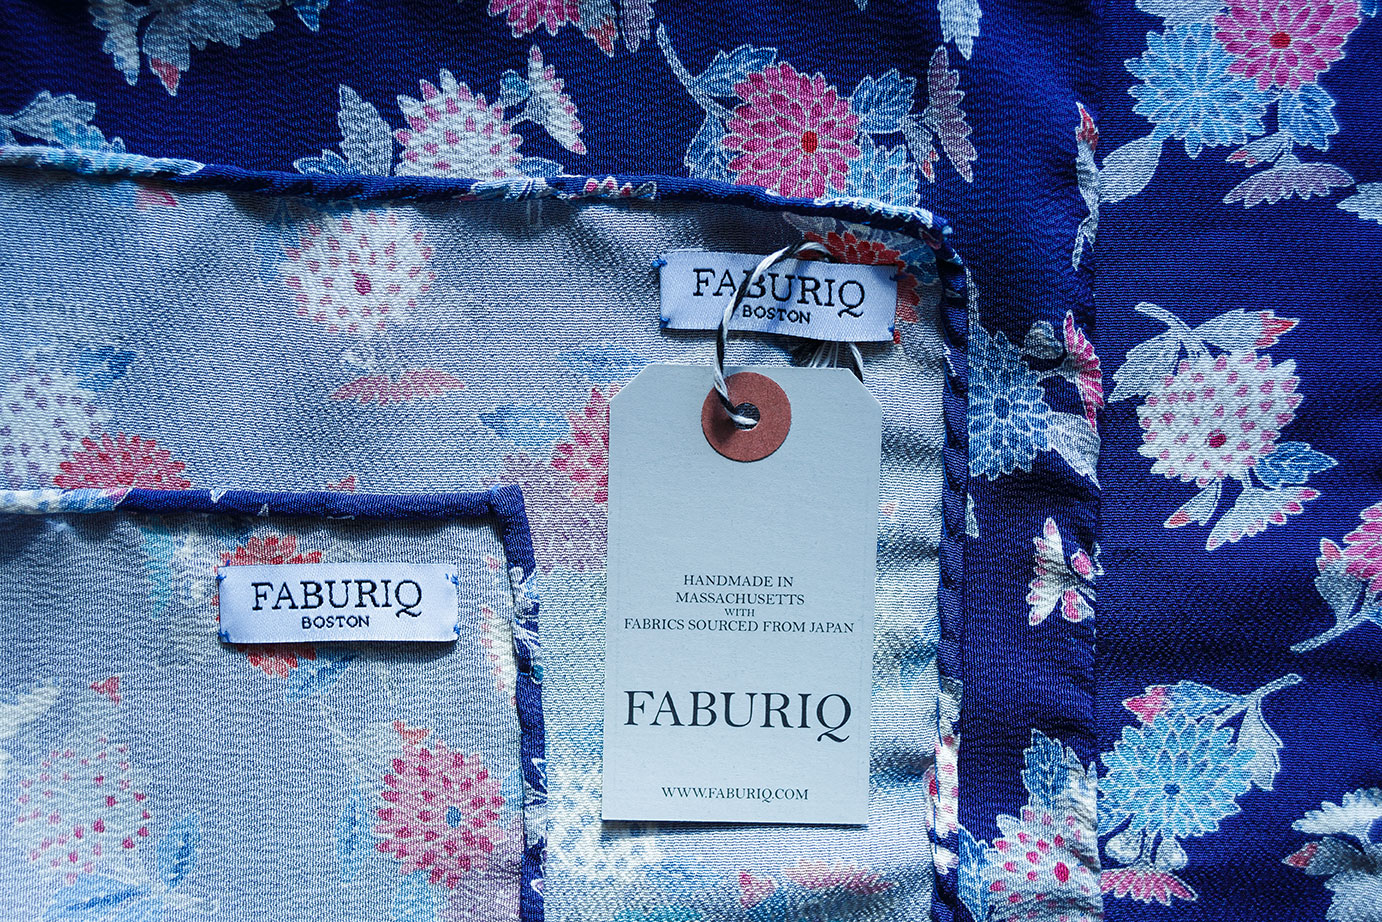 FABURIQ
BOSTON
FABURIQ
BOSTON
HANDMADE IN
MASSACHUSETTS
WITH
FABRICS SOURCED FROM JAPAN
FABURIQ
WWW.FABURIQ.COM